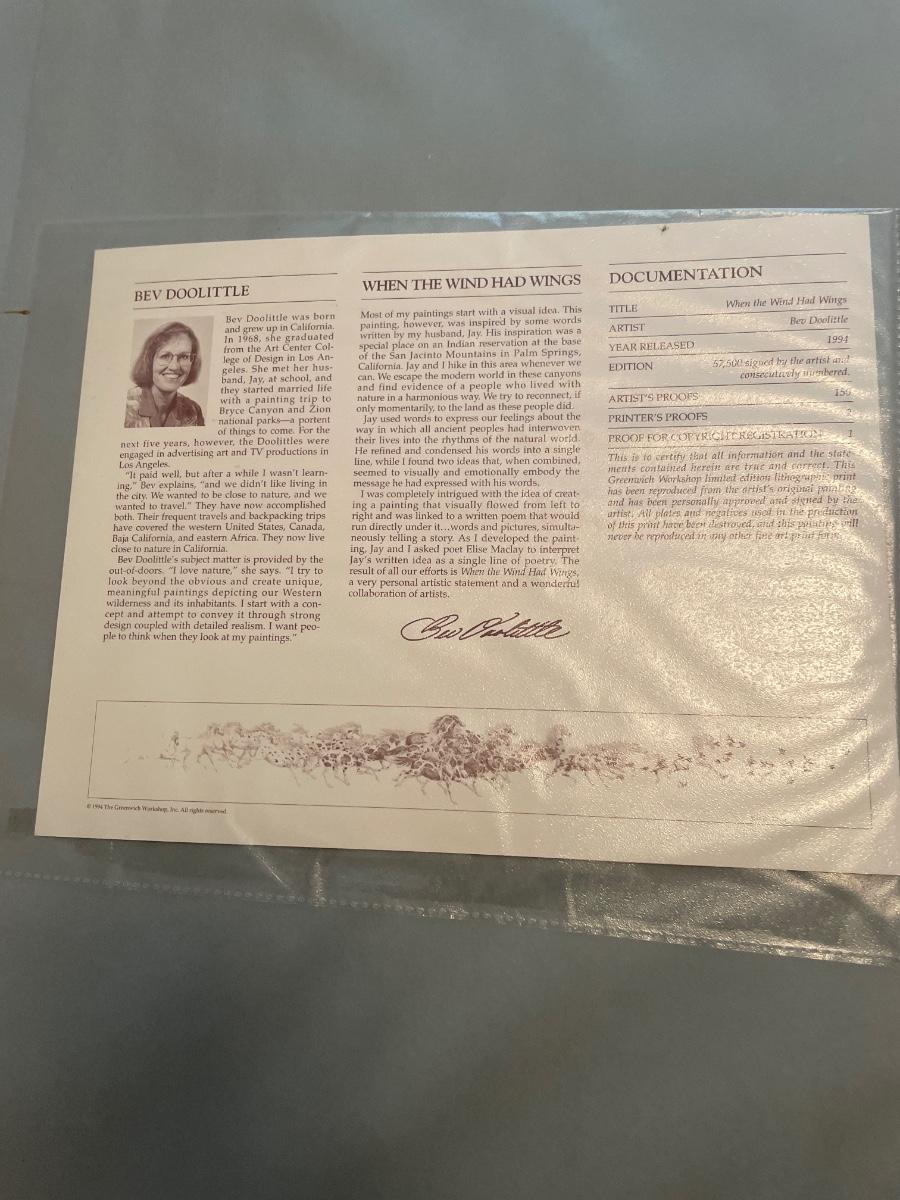 BEV DOOLITTLE
Bev Doolittle was born
and grew up in California.
In 1968, she graduated
from the Art Center Col-
lege of Design in Los An-
geles. She met her hus-
band, Jay, at school, and
they started married life
with a painting trip to
Bryce Canyon and Zion
national parks—a portent
of things to come. For the
next five years, however, the Doolittles were
engaged in advertising art and TV productions in
Los Angeles.
"It paid well, but after a while I wasn't learn-
ing," Bev explains, "and we didn't like living in
the city. We wanted to be close to nature, and we
wanted to travel." They have now accomplished
both. Their frequent travels and backpacking trips
have covered the western United States, Canada,
Baja California, and eastern Africa. They now live
close to nature in California.
Bev Doolittle's subject matter is provided by the
out-of-doors. "I love nature," she says. "I try to
look beyond the obvious and create unique,
meaningful paintings depicting our Western
wilderness and its inhabitants. I start with a con-
cept and attempt to convey it through strong
design coupled with detailed realism. I want peo-
ple to think when they look at my paintings."
WHEN THE WIND HAD WINGS
Most of my paintings start with a visual idea. This
painting, however, was inspired by some words
written by my husband, Jay. His inspiration was a
special place on an Indian reservation at the base
of the San Jacinto Mountains in Palm Springs,
California. Jay and I hike in this area whenever we
can. We escape the modern world in these canyons
and find evidence of a people who lived with
nature in a harmonious way. We try to reconnect, if
only momentarily, to the land as these people did.
Jay used words to express our feelings about the
way in which all ancient peoples had interwoven
their lives into the rhythms of the natural world.
He refined and condensed his words into a single
line, while I found two ideas that, when combined,
seemed to visually and emotionally embody the
message he had expressed with his words.
I was completely intrigued with the idea of creat-
ing a painting that visually flowed from left to
right and was linked to a written poem that would
run directly under it...words and pictures, simulta-
neously telling a story. As I developed the paint-
ing, Jay and I asked poet Elise Maclay to interpret
Jay's written idea as a single line of poetry. The
result of all our efforts is When the Wind Had Wings,
a very personal artistic statement and a wonderful
collaboration of artists.
Bev Doolittle
DOCUMENTATION
TITLE When the Wind Had Wings
ARTIST Bev Doolittle
YEAR RELEASED 1994
EDITION 57,500 signed by the artist and
consecutively numbered.
ARTIST'S PROOFS 150
PRINTER'S PROOFS
PROOF FOR COPYRIGHT REGISTRATION 1
This is to certify that all information and the state-
ments contained herein are true and correct. This
Greenwich Workshop limited edition lithographic print
has been reproduced from the artist's original painting
and has been personally approved and signed by the
artist. All plates and negatives used in the production
of this print have been destroyed, and this painting will
never be reproduced in any other fine art print form.
© 1994 The Greenwich Workshop, Inc. All rights reserved.